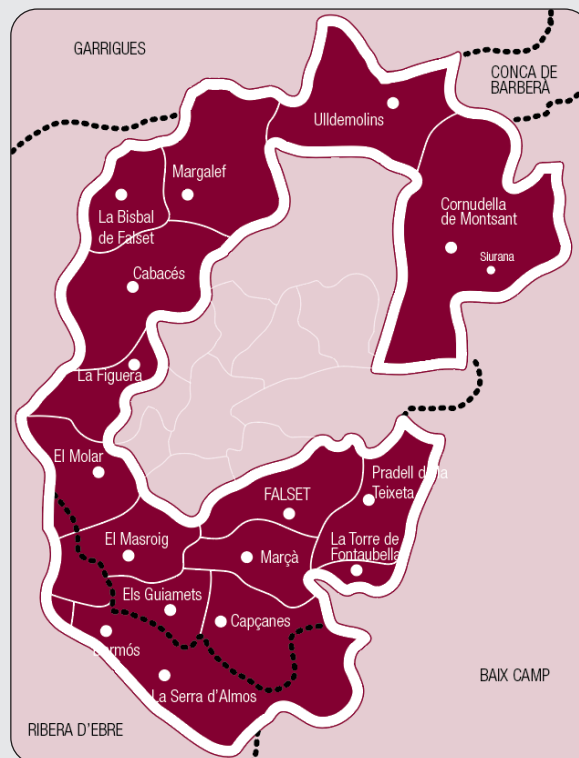 GARRIGUES
CONCA DE
BARBERÀ
Ulldemolins
Margalef
La Bisbal
de Falset
Cornudella
de Montsant
Siurana
Cabacés
La Figuera
El Molar
Pradell de la
Teixeta
FALSET
El Masroig
Marçà
La Torre de
Fontaubella
Els Guiamets
Capçanes
Darmós
La Serra d'Almos
BAIX CAMP
RIBERA D'EBRE